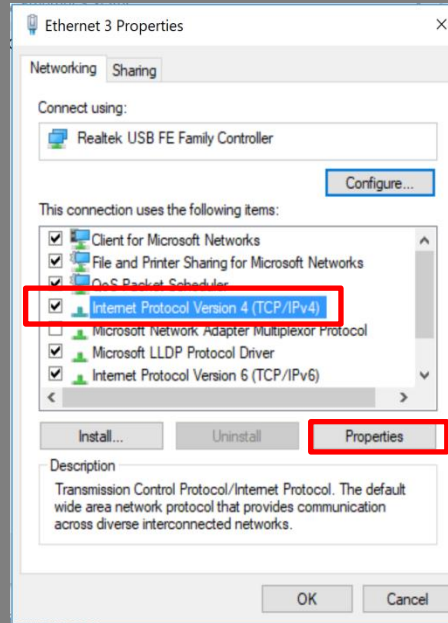 Ethernet 3 Properties
Networking
Sharing
Connect using:
Realtek USB FE Family Controller
Configure...
This connection uses the following items:
Client for Microsoft Networks
File and Printer Sharing for Microsoft Networks
QoS Packet Scheduler
Internet Protocol Version 4 (TCP/IPv4)
Microsoft Network Adapter Multiplexor Protocol
Microsoft LLDP Protocol Driver
Internet Protocol Version 6 (TCP/IPv6)
Install...
Uninstall
Properties
Description
Transmission Control Protocol/Internet Protocol. The default
wide area network protocol that provides communication
across diverse interconnected networks.
OK
Cancel